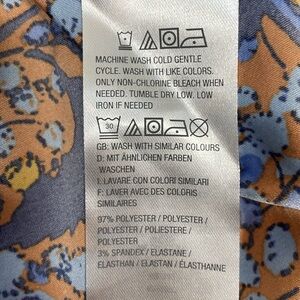 MACHINE WASH COLD GENTLE
CYCLE. WASH WITH LIKE COLORS.
ONLY NON-CHLORINE BLEACH WHEN
NEEDED. TUMBLE DRY LOW. LOW
IRON IF NEEDED
30
GB: WASH WITH SIMILAR COLOURS
D: MIT ÄHNLICHEN FARBEN
WASCHEN
I: LAVARE CON COLORI SIMILARI
F: LAVER AVEC DES COLORIS
SIMILAIRES
97% POLYESTER / POLYESTER /
POLYESTER / POLIESTERE /
POLYESTER
3% SPANDEX / ELASTANE /
ELASTHAN / ELASTAN / ÉLASTHANNE